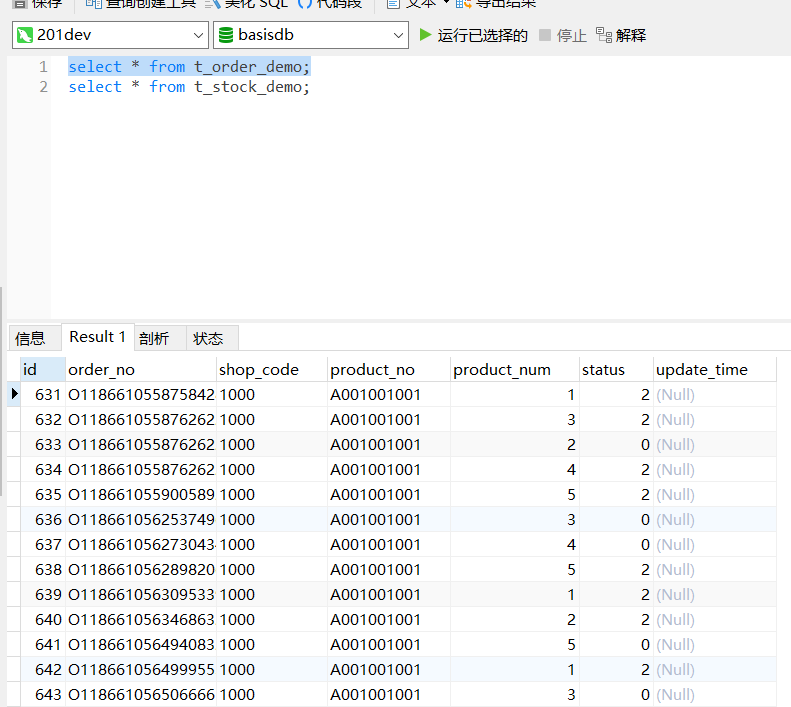 保存 查询创建工具 美化 SQL () 代码段 文本 导出结果
201dev basisdb 运行已选择的 停止 解释
1 select * from t_order_demo;
2 select * from t_stock_demo;
信息 Result 1 剖析 状态
id order_no shop_code product_no product_num status update_time
631 O118661055875842 1000 A001001001 1 2 (Null)
632 O118661055876262 1000 A001001001 3 2 (Null)
633 O118661055876262 1000 A001001001 2 0 (Null)
634 O118661055876262 1000 A001001001 4 2 (Null)
635 O118661055900589 1000 A001001001 5 2 (Null)
636 O118661056253749 1000 A001001001 3 0 (Null)
637 O11866105627304 1000 A001001001 4 0 (Null)
638 O118661056289820 1000 A001001001 5 2 (Null)
639 O118661056309533 1000 A001001001 1 2 (Null)
640 O118661056346863 1000 A001001001 2 2 (Null)
641 O118661056494083 1000 A001001001 5 0 (Null)
642 O118661056499955 1000 A001001001 1 2 (Null)
643 O118661056506666 1000 A001001001 3 0 (Null)